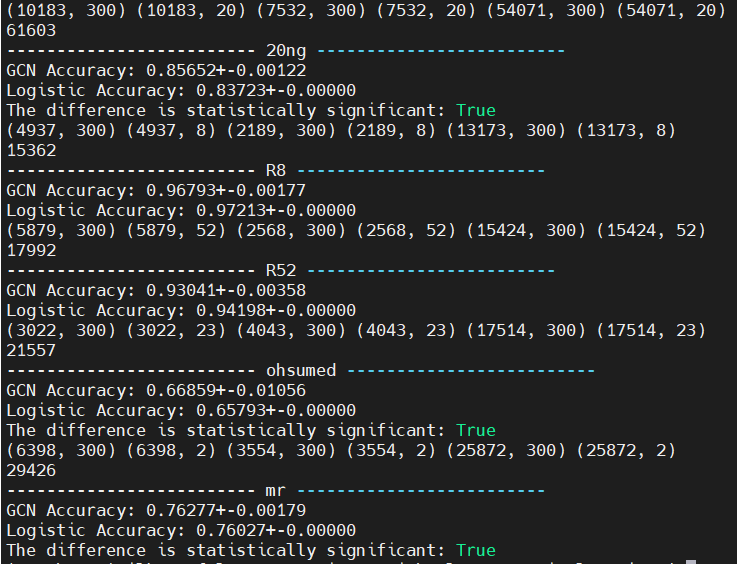 (10183, 300) (10183, 20) (7532, 300) (7532, 20) (54071, 300) (54071, 20)
61603
------------------------- 20ng -------------------------
GCN Accuracy: 0.85652+-0.00122
Logistic Accuracy: 0.83723+-0.00000
The difference is statistically significant: True
(4937, 300) (4937, 8) (2189, 300) (2189, 8) (13173, 300) (13173, 8)
15362
------------------------- R8 -------------------------
GCN Accuracy: 0.96793+-0.00177
Logistic Accuracy: 0.97213+-0.00000
(5879, 300) (5879, 52) (2568, 300) (2568, 52) (15424, 300) (15424, 52)
17992
------------------------- R52 -------------------------
GCN Accuracy: 0.93041+-0.00358
Logistic Accuracy: 0.94198+-0.00000
(3022, 300) (3022, 23) (4043, 300) (4043, 23) (17514, 300) (17514, 23)
21557
------------------------- ohsumed -------------------------
GCN Accuracy: 0.66859+-0.01056
Logistic Accuracy: 0.65793+-0.00000
The difference is statistically significant: True
(6398, 300) (6398, 2) (3554, 300) (3554, 2) (25872, 300) (25872, 2)
29426
------------------------- mr -------------------------
GCN Accuracy: 0.76277+-0.00179
Logistic Accuracy: 0.76027+-0.00000
The difference is statistically significant: True